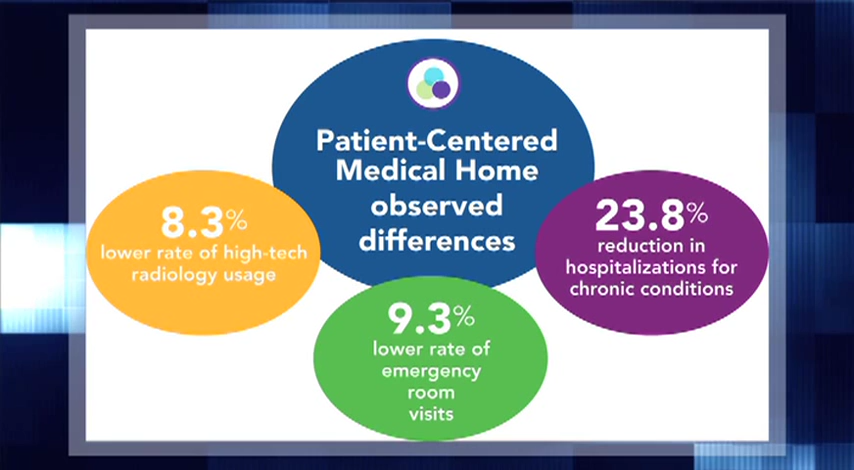 Patient-Centered
Medical Home
observed
differences
8.3%
lower rate of high-tech
radiology usage
9.3%
lower rate of
emergency
room
visits
23.8%
reduction in
hospitalizations for
chronic conditions